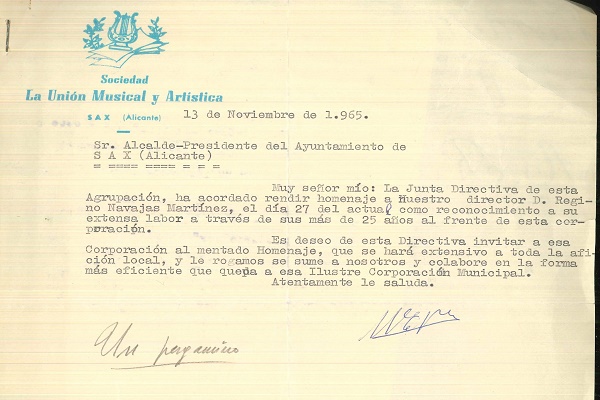 Sociedad
La Unión Musical y Artística
SAX (Alicante)
13 de Noviembre de 1.965.
Sr. Alcalde-Presidente del Ayuntamiento de
S A X (Alicante)
= ==== ==== = = =
Muy señor mío: La Junta Directiva de esta
Agrupación, ha acordado rendir homenaje a nuestro director D. Regi
no Navajas Martínez, el día 27 del actual como reconocimiento a su
extensa labor a través de sus más de 25 años al frente de esta cor-
poración.
Es deseo de esta Directiva invitar a esa
Corporación al mentado Homenaje, que se hará extensivo a toda la afi
ción local, y le rogamos se sume a nosotros y colabore en la forma
más eficiente que queda a esa Ilustre Corporación Municipal.
Atentamente le saluda.
Un pergamino